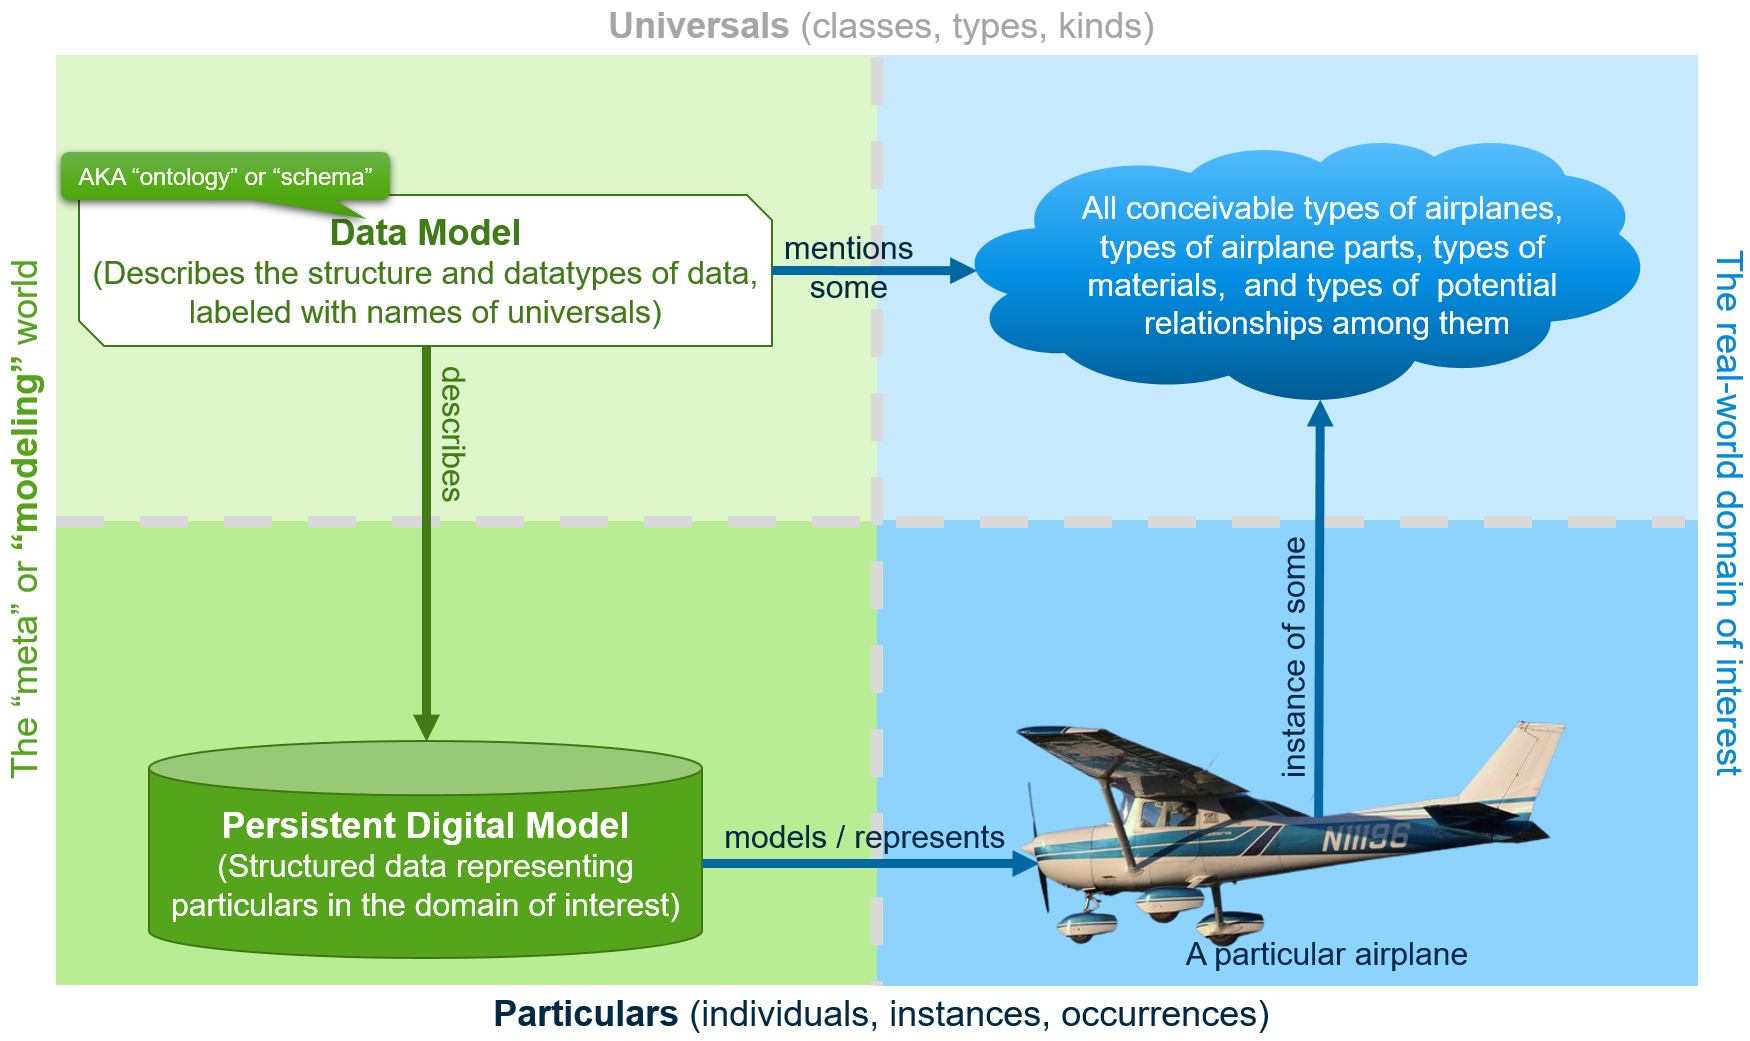 Universals (classes, types, kinds)
AKA “ontology” or “schema”
Data Model
(Describes the structure and datatypes of data,
labeled with names of universals)
mentions
some
All conceivable types of airplanes,
types of airplane parts, types of
materials,  and types of  potential
relationships among them
The “meta” or “modeling” world
The real-world domain of interest
describes
instance of some
Persistent Digital Model
(Structured data representing
particulars in the domain of interest)
models / represents
N11196
A particular airplane
Particulars (individuals, instances, occurrences)